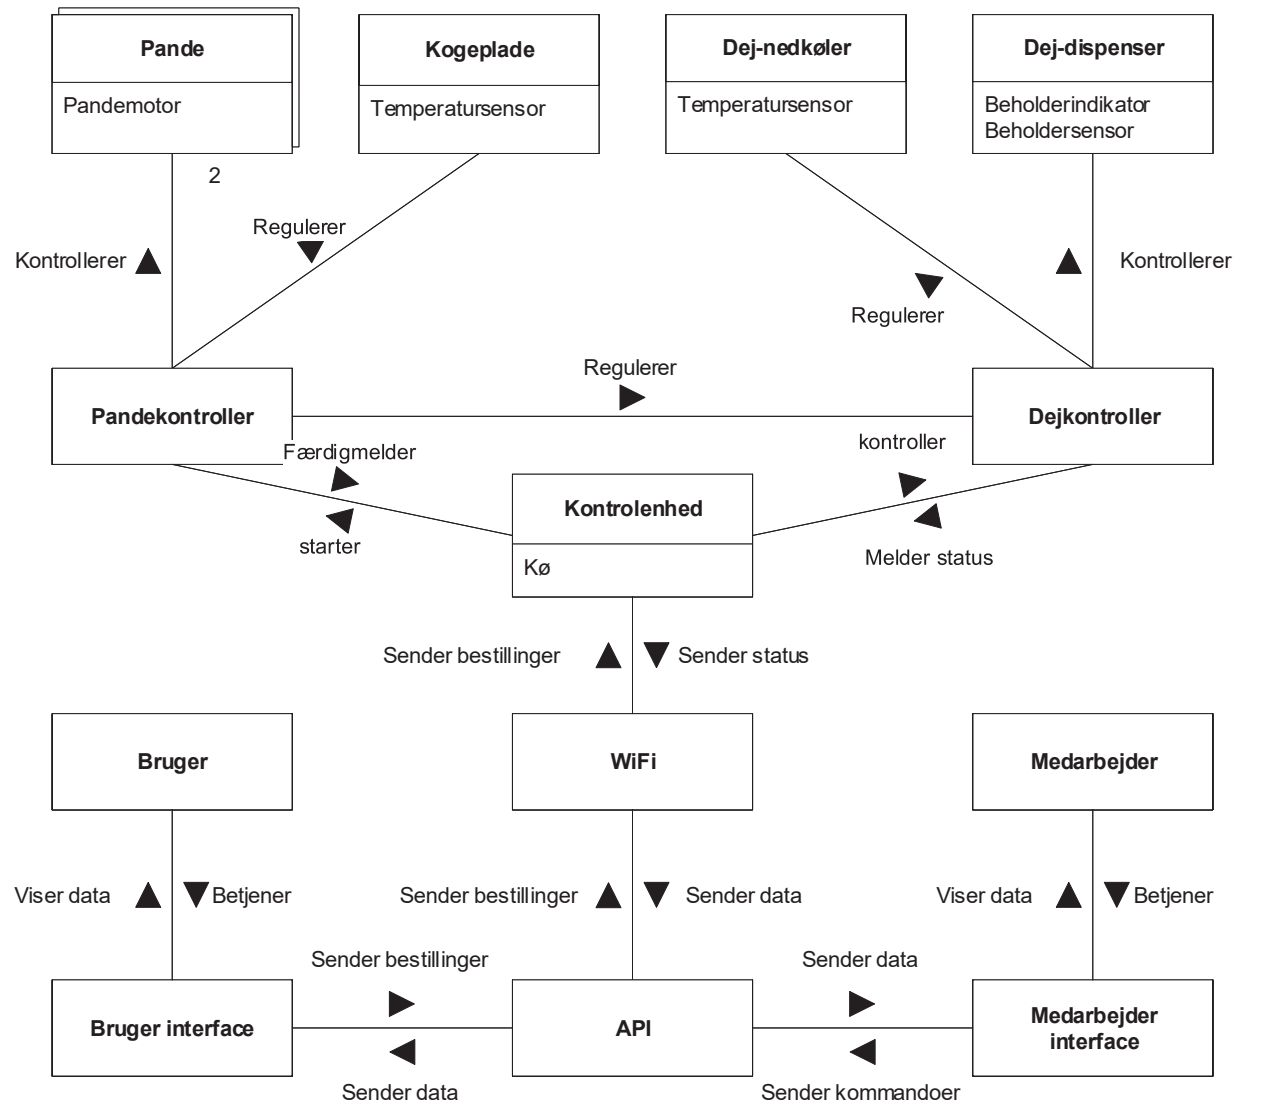 Pande
Kogeplade
Dej-nedkøler
Dej-dispenser
Pandemotor
Temperatursensor
Temperatursensor
Beholderindikator
Beholdersensor
2
Regulerer
Kontrollerer
Kontrollerer
Regulerer
Regulerer
Pandekontroller
Dejkontroller
Færdigmelder
kontroller
Kontrolenhed
starter
Melder status
Kø
Sender bestillinger
Sender status
Bruger
WiFi
Medarbejder
Viser data
Betjener
Sender bestillinger
Sender data
Viser data
Betjener
Sender bestillinger
Sender data
Bruger interface
API
Medarbejder
interface
Sender data
Sender kommandoer